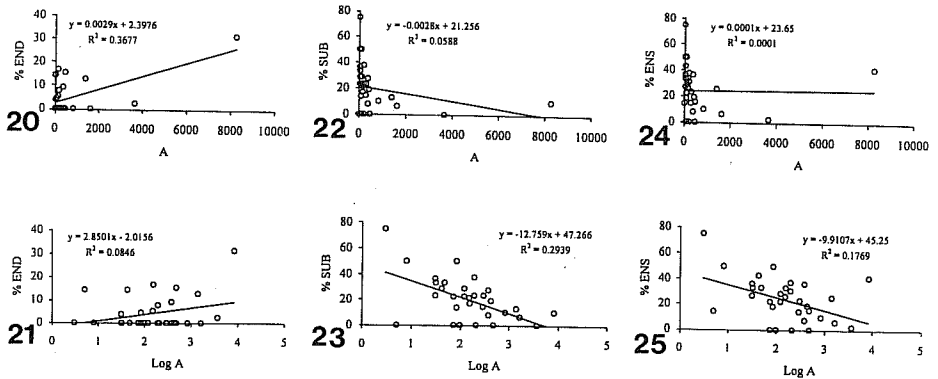 y = 0.0029x + 2.3976
R² = 0.3677
% END
40
30
20
10
0
0 2000 4000 6000 8000 10000
A
20
y = -0.0028x + 21.256
R² = 0.0588
% SUB
80
60
40
20
0
0 2000 4000 6000 8000 10000
A
22
y = 0.0001x + 23.65
R² = 0.0001
% ENS
80
60
40
20
0
0 2000 4000 6000 8000 10000
A
24
y = 2.8501x - 2.0156
R² = 0.0846
% END
40
30
20
10
0
0 1 2 3 4 5
Log A
21
y = -12.759x + 47.266
R² = 0.2939
% SUB
80
60
40
20
0
0 1 2 3 4 5
Log A
23
y = -9.9107x + 45.25
R² = 0.1769
% ENS
80
60
40
20
0
0 1 2 3 4 5
Log A
25